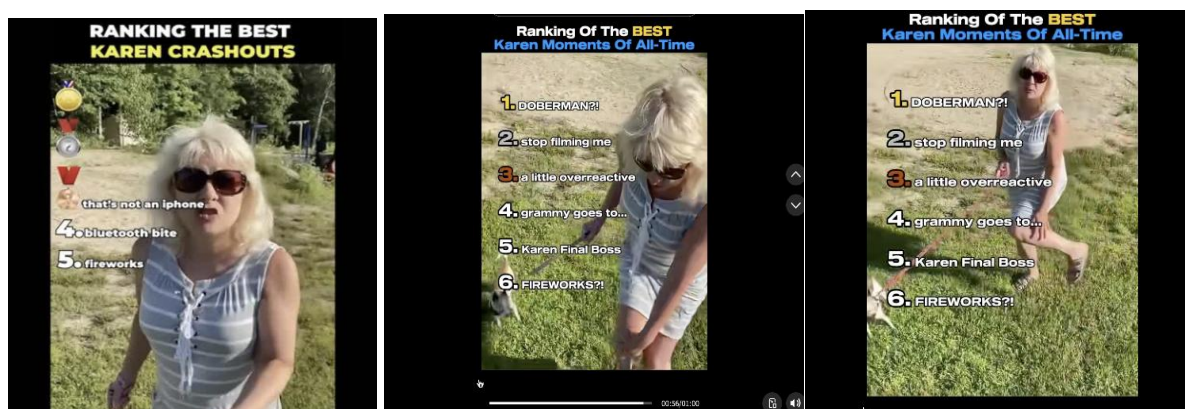 RANKING THE BEST
KAREN CRASHOUTS
that's not an iphone
4. bluetooth bite
5. fireworks
Ranking Of The BEST
Karen Moments Of All-Time
1. DOBERMAN?!
2. stop filming me
3. a little overreactive
4. grammy goes to...
5. Karen Final Boss
6. FIREWORKS?!
00:56/01:00
Ranking Of The BEST
Karen Moments Of All-Time
1. DOBERMAN?!
2. stop filming me
3. a little overreactive
4. grammy goes to...
5. Karen Final Boss
6. FIREWORKS?!